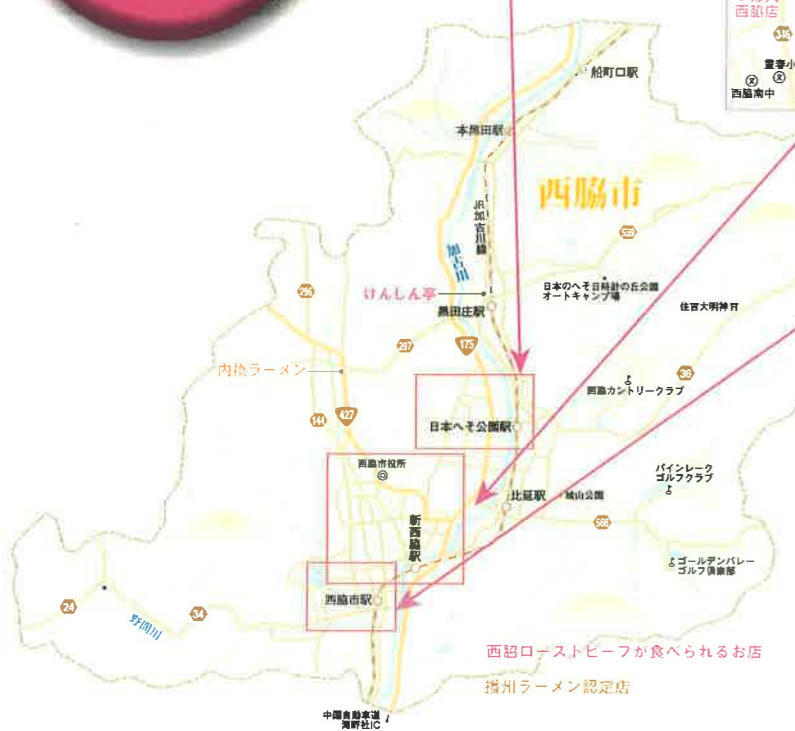 西脇店
346
重春小
西脇南中
船町口駅
本黒田駅
西脇市
JR加古川線
加古川
559
けんしん亭
日本のへそ日時計の丘公園
オートキャンプ場
黒田庄駅
住吉大明神
296
297
175
内橋ラーメン
36
西脇カントリークラブ
144
427
日本へそ公園駅
西脇市役所
パインレーク
ゴルフクラブ
比延駅
城山公園
566
新西脇駅
ゴールデンバレー
ゴルフ倶楽部
西脇市駅
24
34
野間川
西脇ローストビーフが食べられるお店
播州ラーメン認定店
中国自動車道
滝野社IC